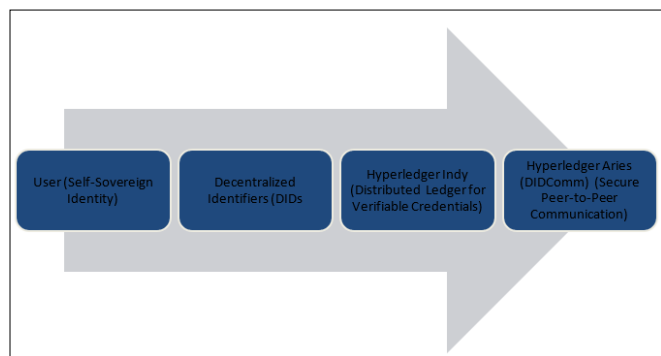 User (Self-Sovereign
Identity)
Decentralized
Identifiers (DIDs
Hyperledger Indy
(Distributed Ledger for
Verifiable Credentials)
Hyperledger Aries
(DIDComm) (Secure
Peer-to-Peer
Communication)